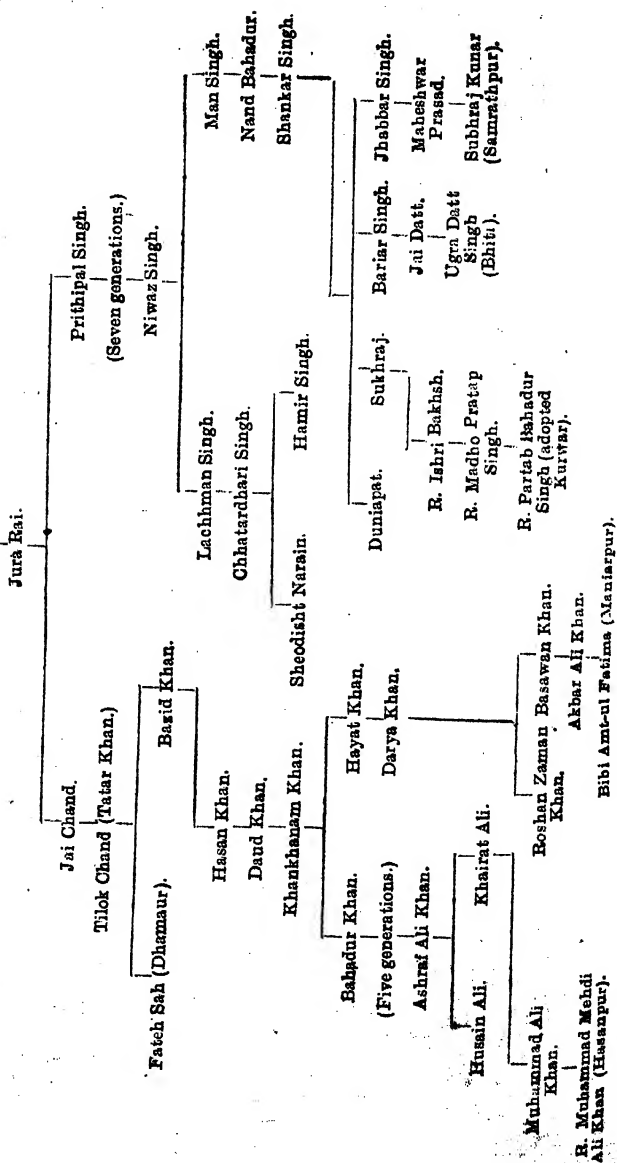 Jura Rai.
Jai Chand.
Prithipal Singh.
Tilok Chand (Tatar Khan.)
(Seven generations.)
Niwaz Singh.
Fateh Sah (Dhamaur).
Bazid Khan.
Lachhman Singh.
Man Singh.
Hasan Khan.
Chhatardhari Singh.
Nand Bahadur.
Daud Khan.
Shankar Singh.
Khankhanam Khan.
Sheodisht Narain.
Hamir Singh.
Bahadur Khan.
Hayat Khan.
Duniapat.
Sukhraj.
Bariar Singh.
Jhabbar Singh.
(Five generations.)
Darya Khan.
R. Ishri Bakhsh.
Jai Datt.
Maheshwar
Prasad.
Ashraf Ali Khan.
R. Madho Pratap
Singh.
Ugra Datt
Singh
(Bhiti).
Subhraj Kunar
(Samrathpur).
Husain Ali.
Khairat Ali.
R. Partab Bahadur
Singh (adopted
Kurwar).
Roshan Zaman
Khan.
Basawan Khan.
Muhammad Ali
Khan.
Akbar Ali Khan.
R. Muhammad Mehdi
Ali Khan (Hasanpur).
Bibi Amt-ul Fatima (Maniarpur).